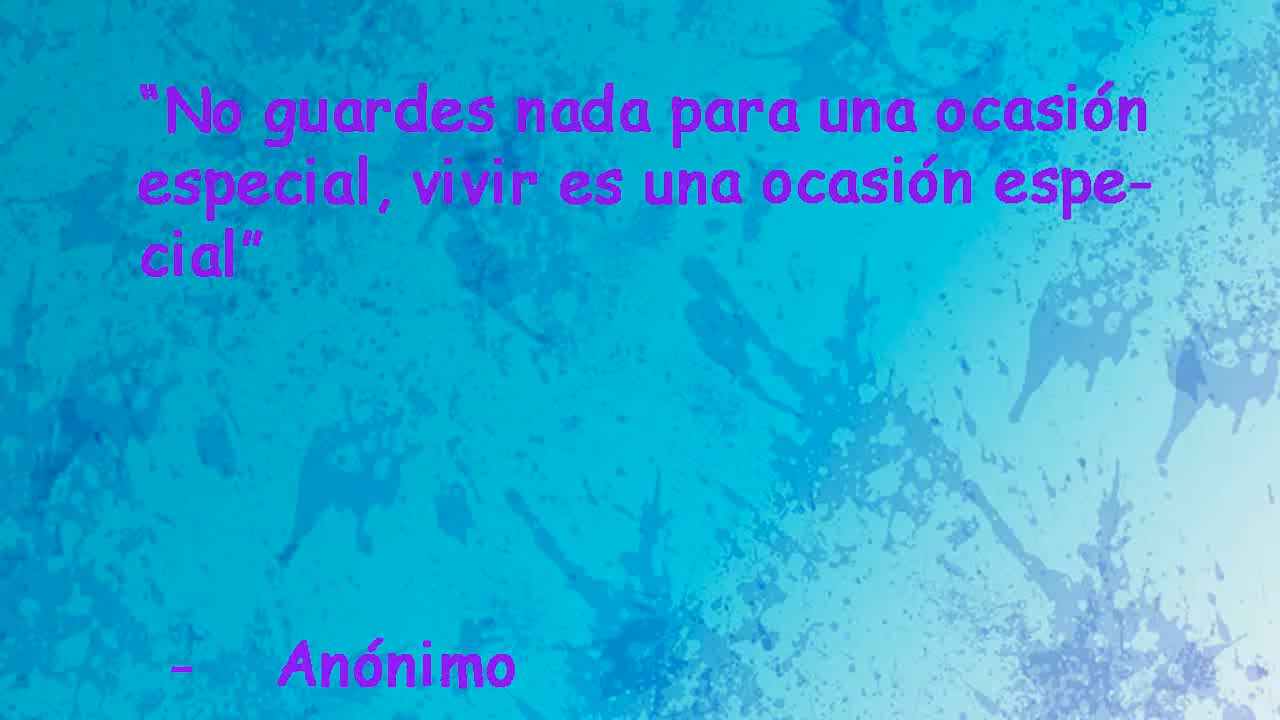 “No guardes nada para una ocasión
especial, vivir es una ocasión espe-
cial”
- Anónimo